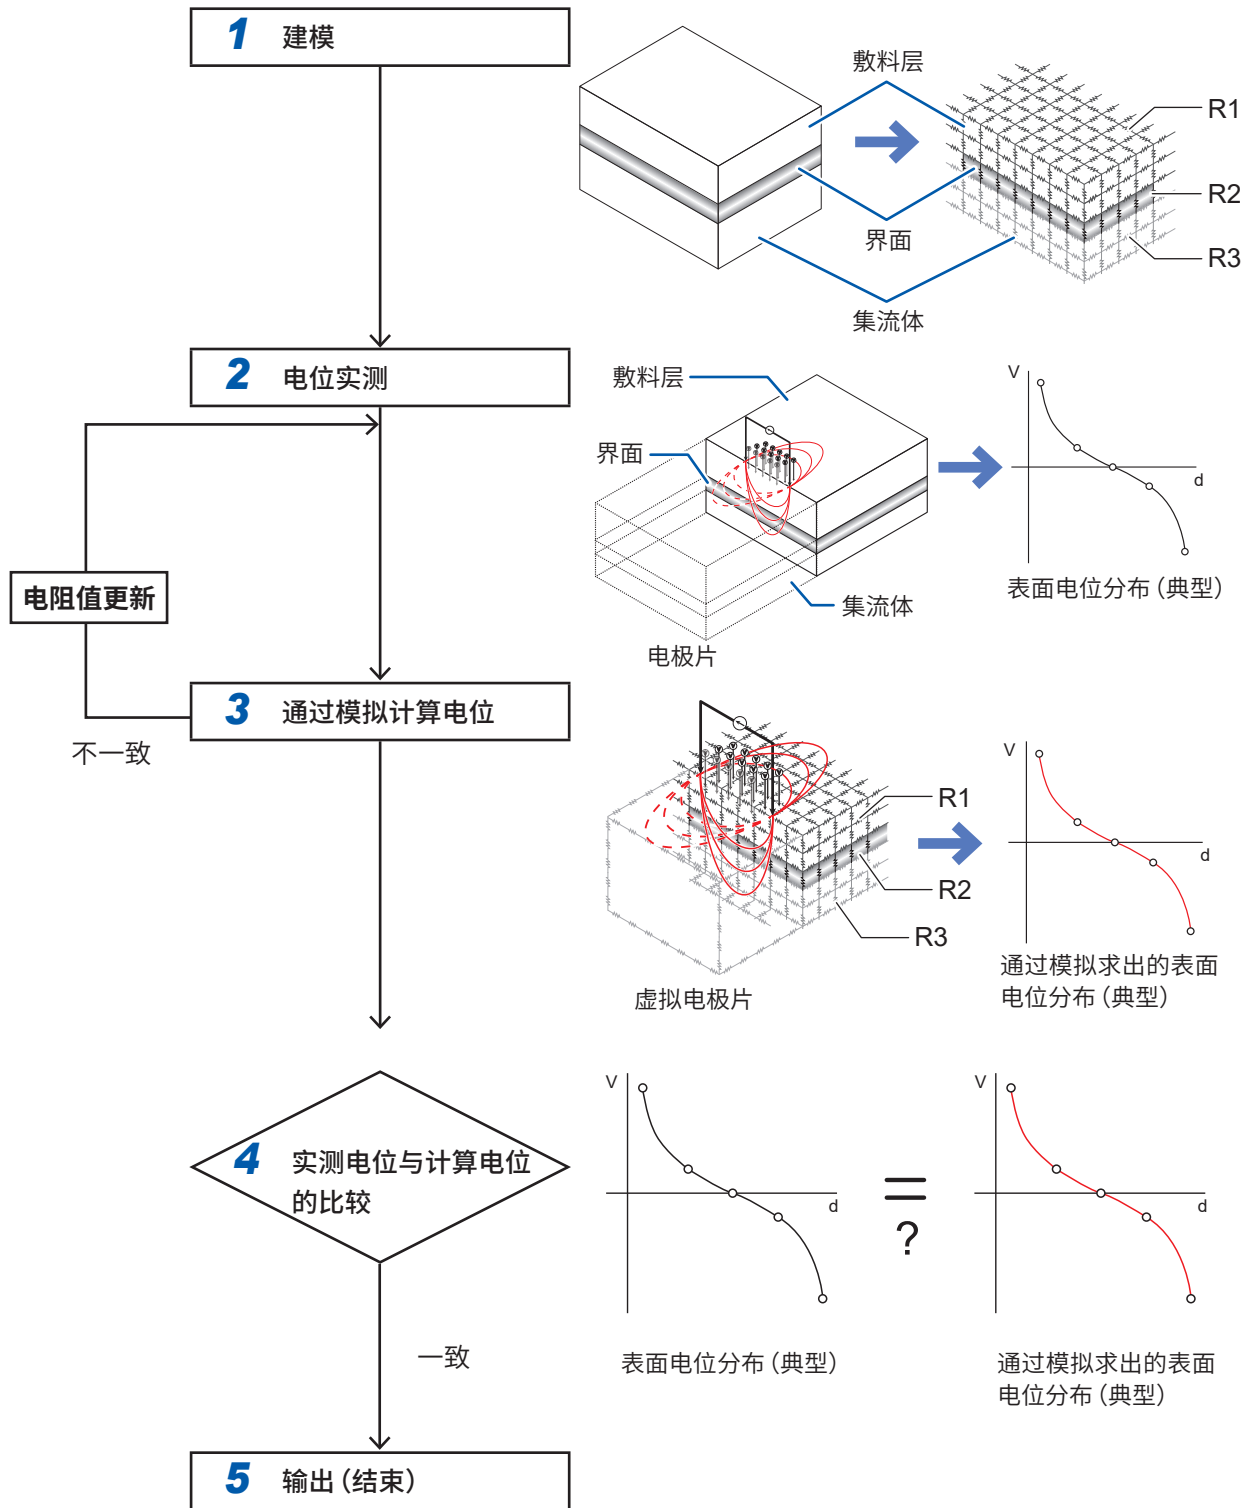 1 建模
敷料层
R1
R2
界面
R3
集流体
2 电位实测
敷料层
界面
集流体
电极片
V
d
表面电位分布（典型）
电阻值更新
3 通过模拟计算电位
不一致
R1
R2
R3
虚拟电极片
V
d
通过模拟求出的表面
电位分布（典型）
4 实测电位与计算电位
的比较
V
d
表面电位分布（典型）
=
?
V
d
通过模拟求出的表面
电位分布（典型）
一致
5 输出（结束）